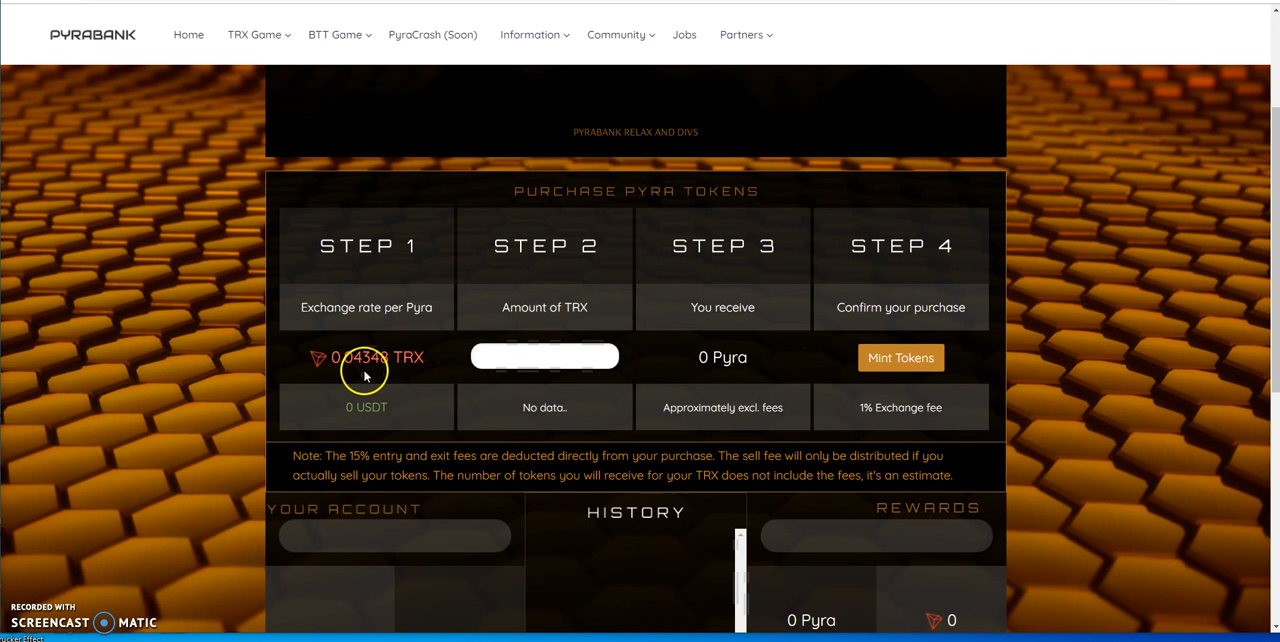 PYRABANK
Home TRX Game BTT Game PyraCrash (Soon) Information Community Jobs Partners
PYRABANK RELAX AND DIVS
PURCHASE PYRA TOKENS
STEP 1 STEP 2 STEP 3 STEP 4
Exchange rate per Pyra Amount of TRX You receive Confirm your purchase
0.04348 TRX 0 Pyra Mint Tokens
0 USDT No data.. Approximately excl. fees 1% Exchange fee
Note: The 15% entry and exit fees are deducted directly from your purchase. The sell fee will only be distributed if you
actually sell your tokens. The number of tokens you will receive for your TRX does not include the fees, it's an estimate.
YOUR ACCOUNT HISTORY REWARDS
0 Pyra 0
RECORDED WITH
SCREENCAST MATIC
rucker Effect